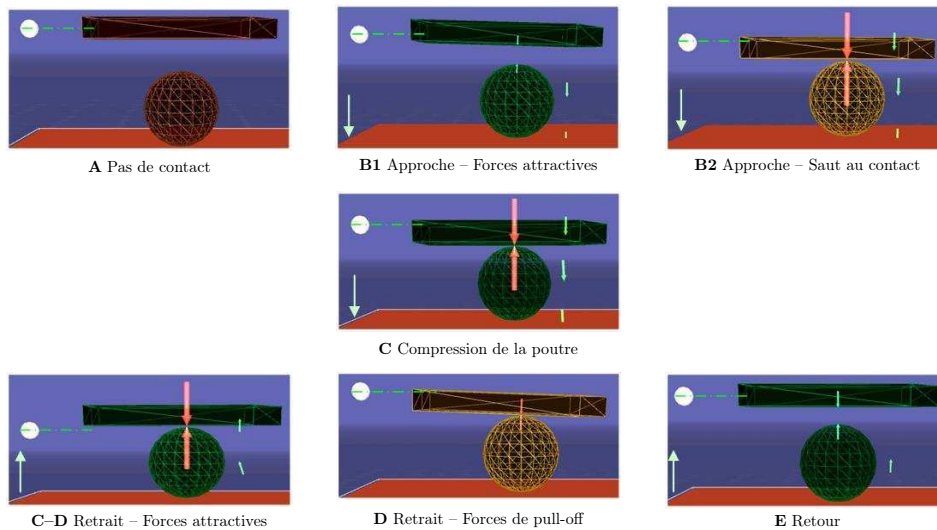 A Pas de contact
B1 Approche – Forces attractives
B2 Approche – Saut au contact
C Compression de la poutre
C–D Retrait – Forces attractives
D Retrait – Forces de pull-off
E Retour